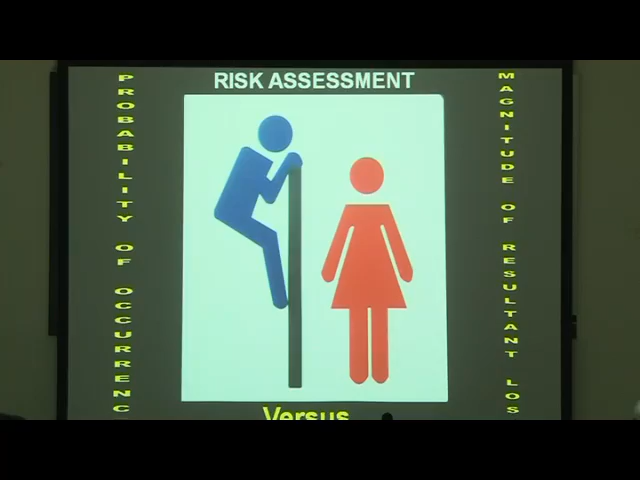 RISK ASSESSMENT
PROBABILITY OF OCCURRENC
MAGNITUDE OF RESULTANT LOS
Versus